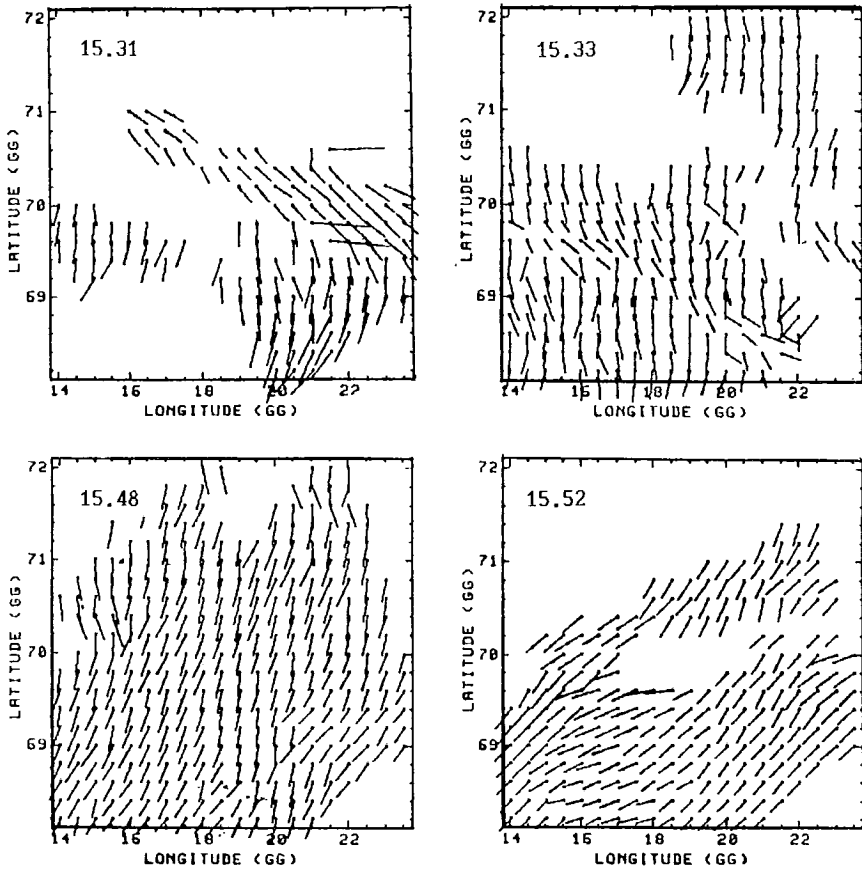 72
15.31
71
70
69
LATITUDE (GG)
14 16 18 20 22
LONGITUDE (GG)
72
15.33
71
70
69
LATITUDE (GG)
14 16 18 20 22
LONGITUDE (GG)
72
15.48
71
70
69
LATITUDE (GG)
14 16 18 20 22
LONGITUDE (GG)
72
15.52
71
70
69
LATITUDE (GG)
14 16 18 20 22
LONGITUDE (GG)